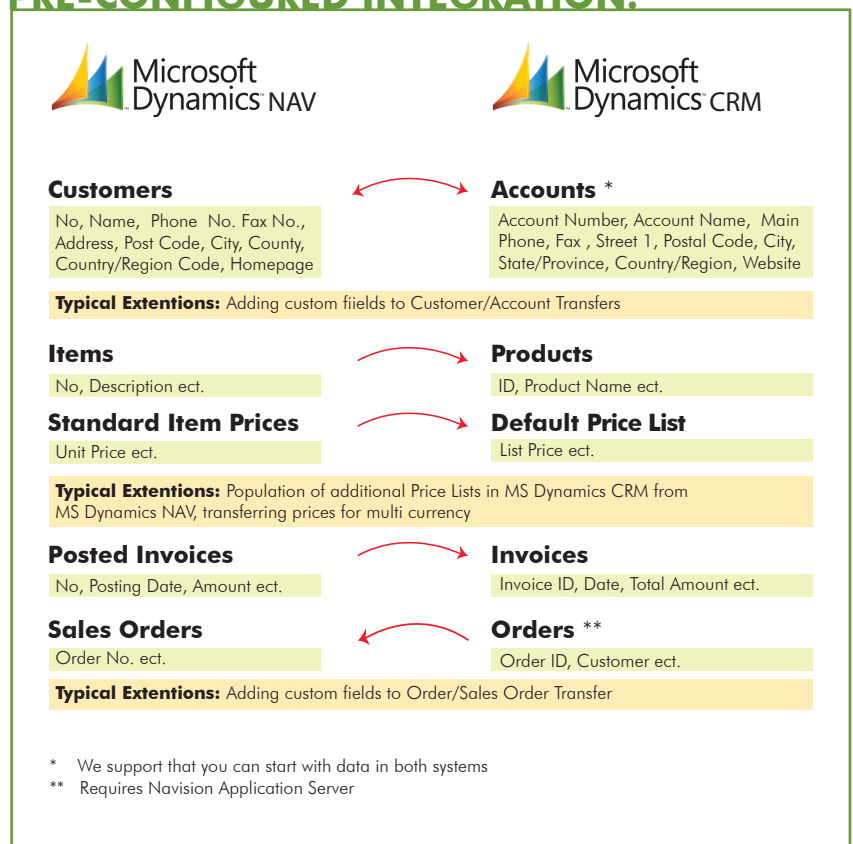 PRE-CONFIGURED INTEGRATION:
Microsoft
Dynamics™ NAV
Microsoft
Dynamics™ CRM
Customers
No, Name, Phone No. Fax No.,
Address, Post Code, City, County,
Country/Region Code, Homepage
Accounts *
Account Number, Account Name, Main
Phone, Fax , Street 1, Postal Code, City,
State/Province, Country/Region, Website
Typical Extentions: Adding custom fiields to Customer/Account Transfers
Items
No, Description ect.
Products
ID, Product Name ect.
Standard Item Prices
Unit Price ect.
Default Price List
List Price ect.
Typical Extentions: Population of additional Price Lists in MS Dynamics CRM from
MS Dynamics NAV, transferring prices for multi currency
Posted Invoices
No, Posting Date, Amount ect.
Invoices
Invoice ID, Date, Total Amount ect.
Sales Orders
Order No. ect.
Orders **
Order ID, Customer ect.
Typical Extentions: Adding custom fields to Order/Sales Order Transfer
* We support that you can start with data in both systems
** Requires Navision Application Server